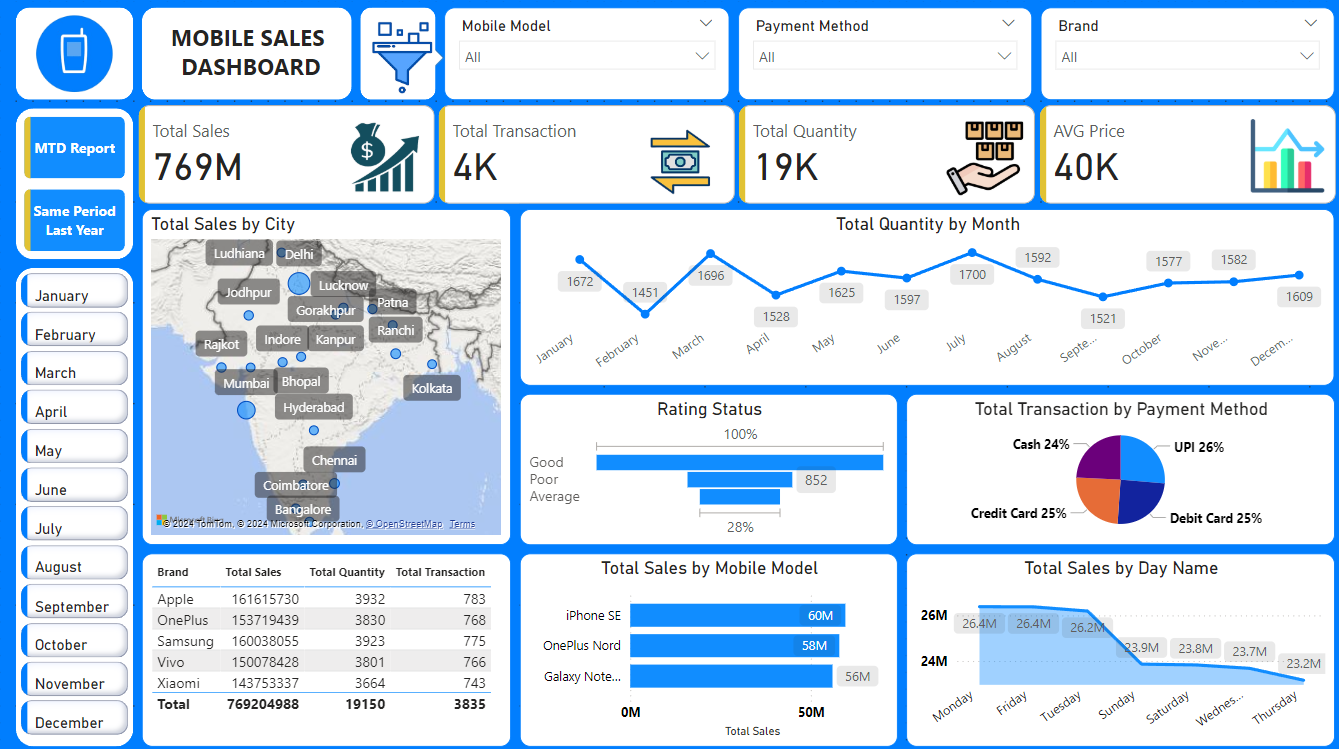 MOBILE SALES
DASHBOARD
Mobile Model
All
Payment Method
All
Brand
All
MTD Report
Same Period
Last Year
January
February
March
April
May
June
July
August
September
October
November
December
Total Sales
769M
Total Transaction
4K
Total Quantity
19K
AVG Price
40K
Total Sales by City
Ludhiana
Delhi
Jodhpur
Lucknow
Gorakhpur
Patna
Ranchi
Rajkot
Indore
Kanpur
Mumbai
Bhopal
Kolkata
Hyderabad
Chennai
Coimbatore
Bangalore
© 2024 TomTom, © 2024 Microsoft Corporation, © OpenStreetMap Terms
Total Quantity by Month
1672
1451
1696
1528
1625
1597
1700
1592
1521
1577
1582
1609
January
February
March
April
May
June
July
August
Septe...
October
Nove...
Decem...
Rating Status
100%
Good
Poor
852
Average
28%
Total Transaction by Payment Method
Cash 24%
UPI 26%
Credit Card 25%
Debit Card 25%
Brand Total Sales Total Quantity Total Transaction
Apple 161615730 3932 783
OnePlus 153719439 3830 768
Samsung 160038055 3923 775
Vivo 150078428 3801 766
Xiaomi 143753337 3664 743
Total 769204988 19150 3835
Total Sales by Mobile Model
iPhone SE 60M
OnePlus Nord 58M
Galaxy Note... 56M
0M 50M
Total Sales
Total Sales by Day Name
26M
24M
26.4M
26.4M
26.2M
23.9M
23.8M
23.7M
23.2M
Monday
Friday
Tuesday
Sunday
Saturday
Wednes...
Thursday